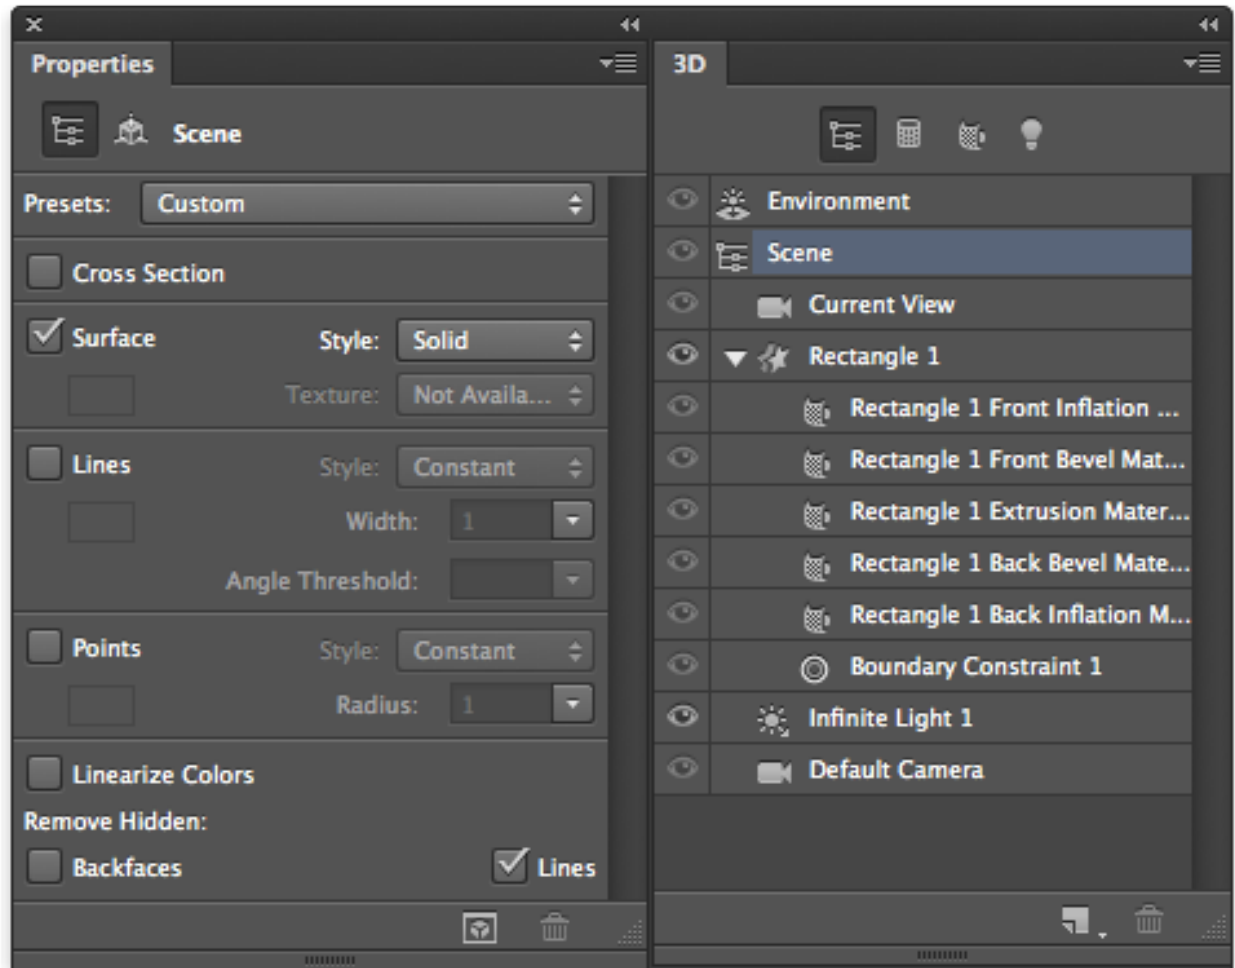 Properties
Scene
Presets: Custom
Cross Section
Surface Style: Solid
Texture: Not Availa...
Lines Style: Constant
Width: 1
Angle Threshold:
Points Style: Constant
Radius: 1
Linearize Colors
Remove Hidden:
Backfaces Lines
3D
Environment
Scene
Current View
Rectangle 1
Rectangle 1 Front Inflation ...
Rectangle 1 Front Bevel Mat...
Rectangle 1 Extrusion Mater...
Rectangle 1 Back Bevel Mate...
Rectangle 1 Back Inflation M...
Boundary Constraint 1
Infinite Light 1
Default Camera